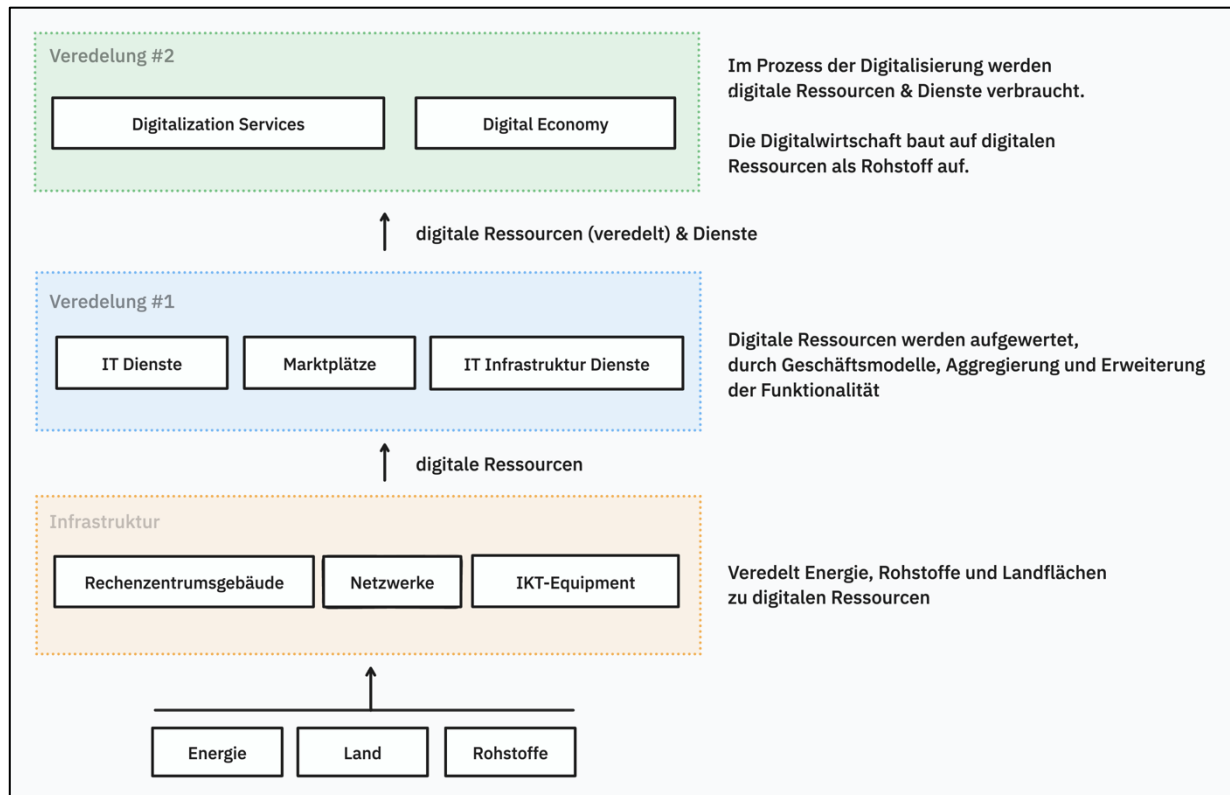 Veredelung #2
Digitalization Services
Digital Economy
Im Prozess der Digitalisierung werden
digitale Ressourcen & Dienste verbraucht.
Die Digitalwirtschaft baut auf digitalen
Ressourcen als Rohstoff auf.
digitale Ressourcen (veredelt) & Dienste
Veredelung #1
IT Dienste
Marktplätze
IT Infrastruktur Dienste
Digitale Ressourcen werden aufgewertet,
durch Geschäftsmodelle, Aggregierung und Erweiterung
der Funktionalität
digitale Ressourcen
Infrastruktur
Rechenzentrumsgebäude
Netzwerke
IKT-Equipment
Veredelt Energie, Rohstoffe und Landflächen
zu digitalen Ressourcen
Energie
Land
Rohstoffe